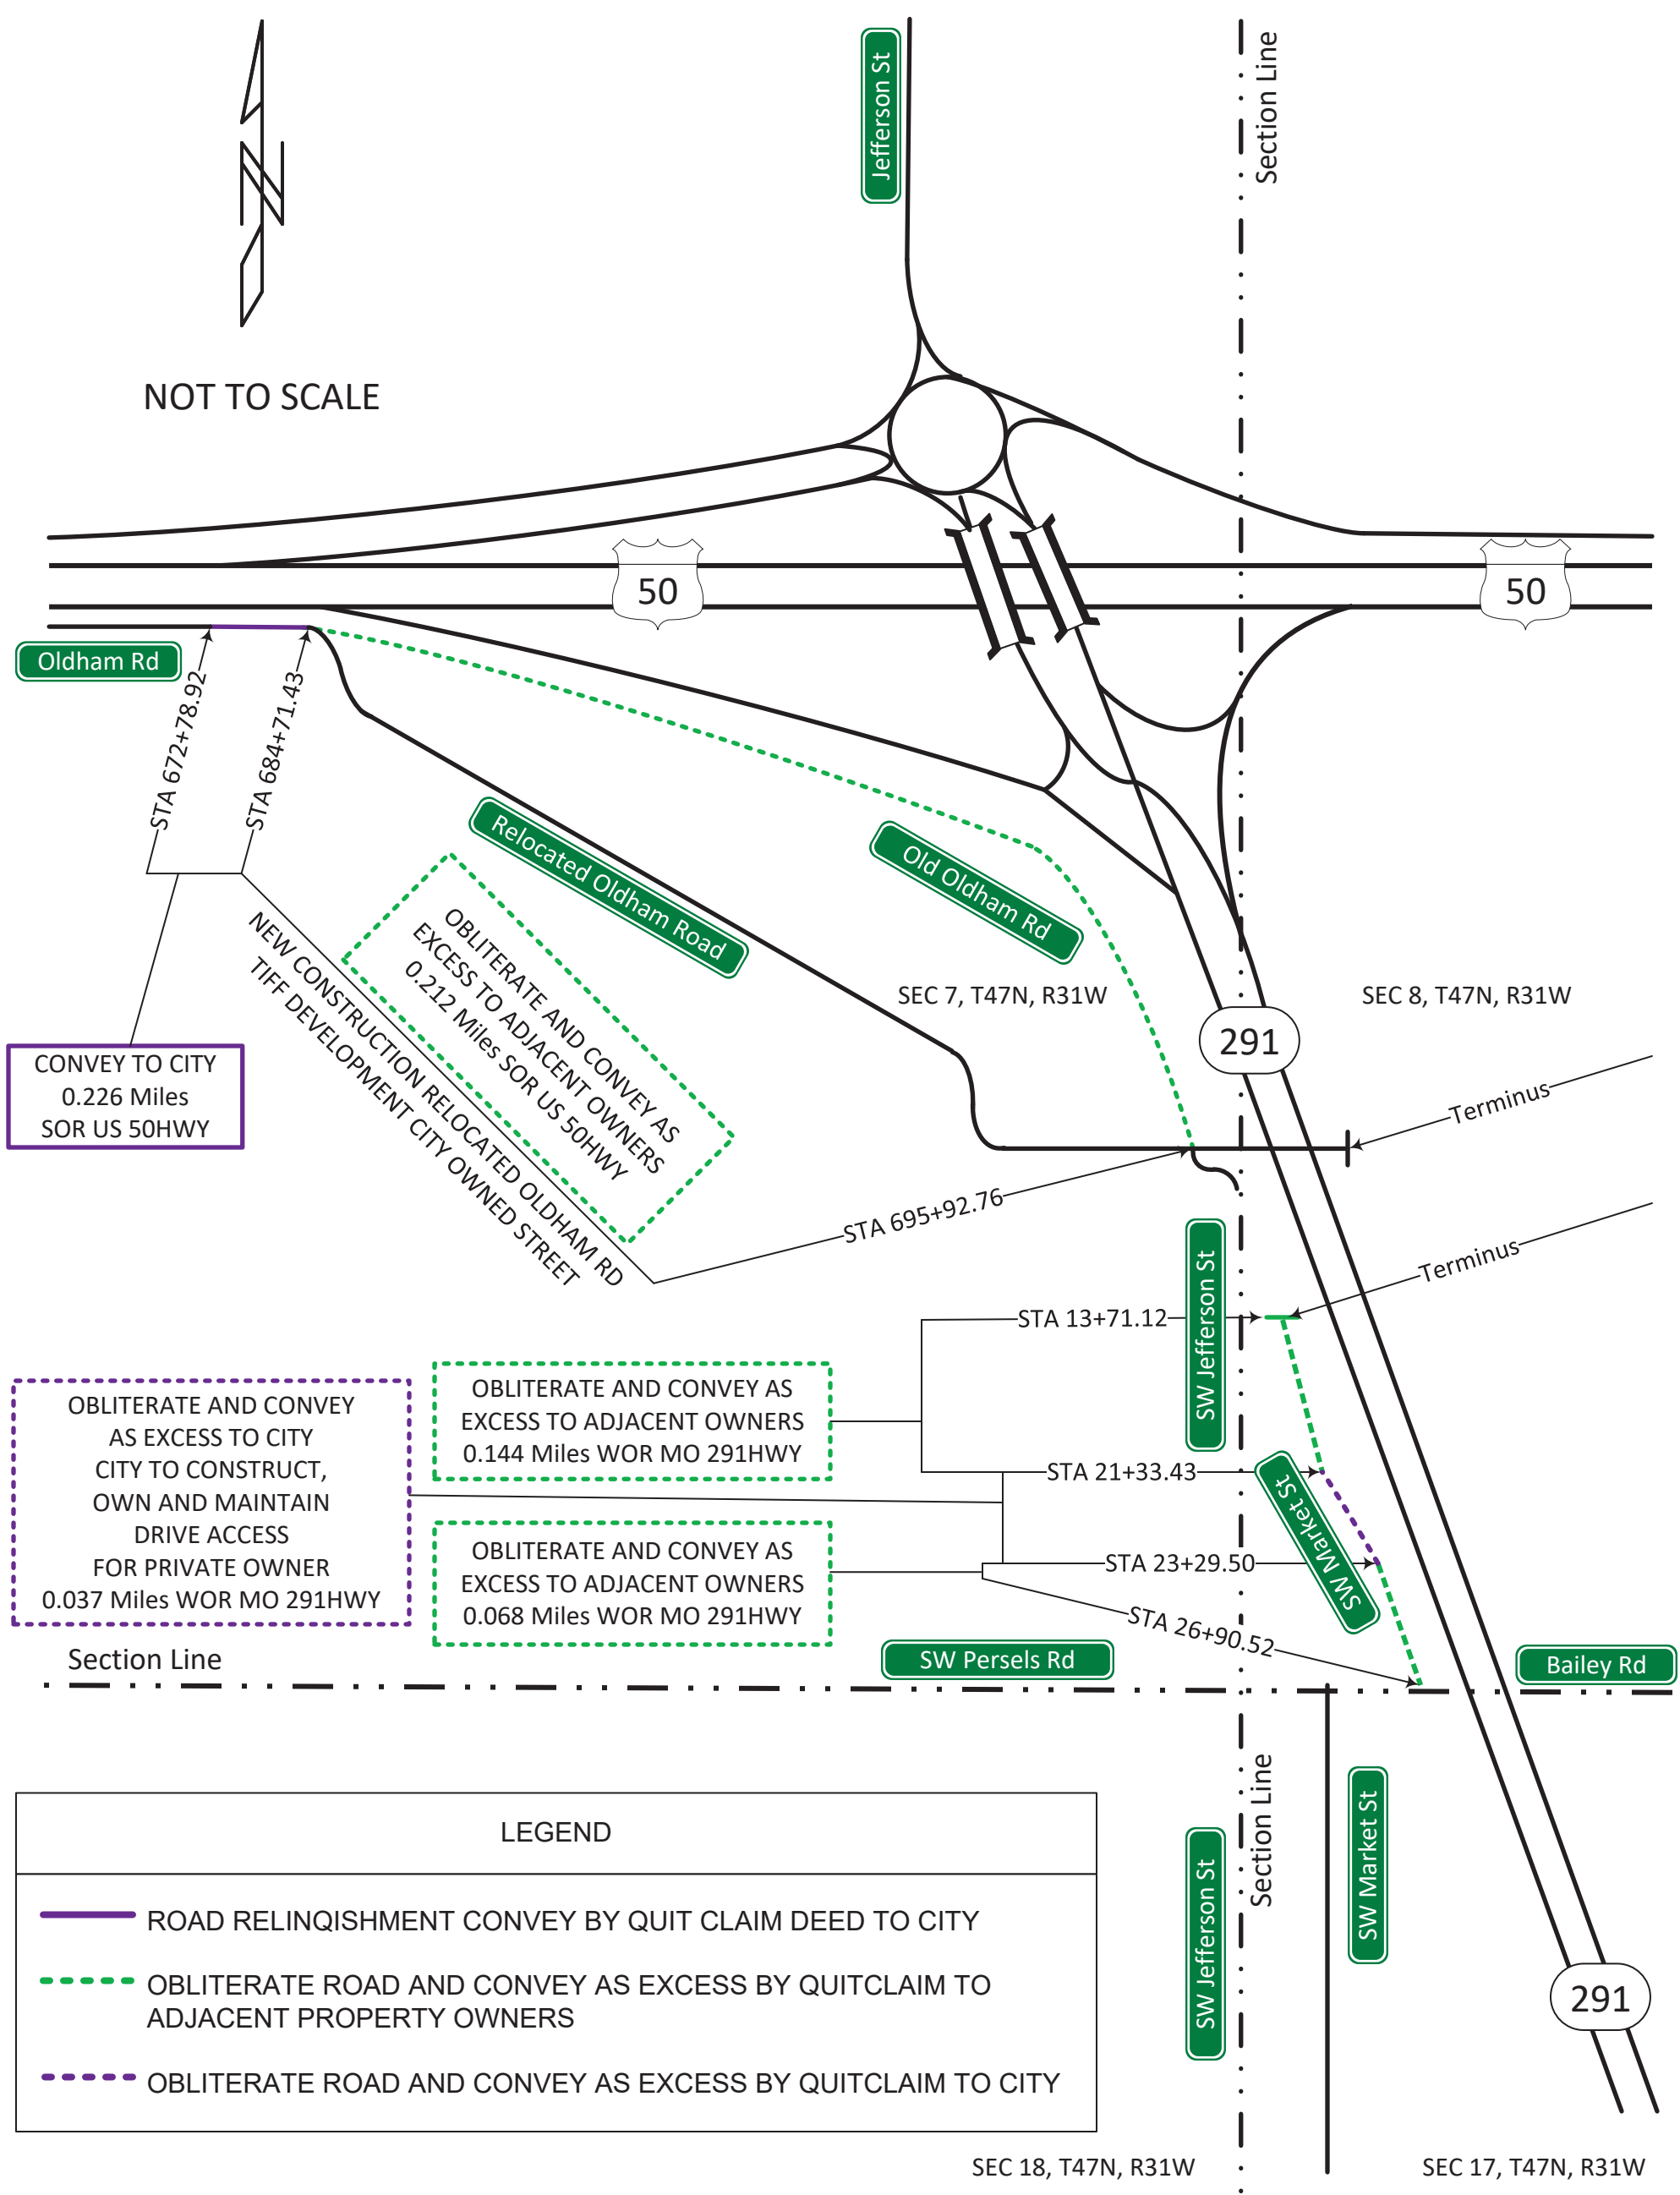 Jefferson St
Section Line
N
NOT TO SCALE
50
50
Oldham Rd
STA 672+78.92
STA 684+71.43
Relocated Oldham Road
Old Oldham Rd
OBLITERATE AND CONVEY AS
EXCESS TO ADJACENT OWNERS
0.212 Miles SOR US 50HWY
NEW CONSTRUCTION RELOCATED OLDHAM RD
TIFF DEVELOPMENT CITY OWNED STREET
SEC 7, T47N, R31W
SEC 8, T47N, R31W
291
CONVEY TO CITY
0.226 Miles
SOR US 50HWY
Terminus
STA 695+92.76
Terminus
SW Jefferson St
STA 13+71.12
OBLITERATE AND CONVEY AS
EXCESS TO ADJACENT OWNERS
0.144 Miles WOR MO 291HWY
OBLITERATE AND CONVEY
AS EXCESS TO CITY
CITY TO CONSTRUCT,
OWN AND MAINTAIN
DRIVE ACCESS
FOR PRIVATE OWNER
0.037 Miles WOR MO 291HWY
STA 21+33.43
SW Market St
OBLITERATE AND CONVEY AS
EXCESS TO ADJACENT OWNERS
0.068 Miles WOR MO 291HWY
STA 23+29.50
STA 26+90.52
Section Line
SW Persels Rd
Bailey Rd
Section Line
SW Market St
SW Jefferson St
LEGEND
ROAD RELINQISHMENT CONVEY BY QUIT CLAIM DEED TO CITY
OBLITERATE ROAD AND CONVEY AS EXCESS BY QUITCLAIM TO
ADJACENT PROPERTY OWNERS
OBLITERATE ROAD AND CONVEY AS EXCESS BY QUITCLAIM TO CITY
291
SEC 18, T47N, R31W
SEC 17, T47N, R31W